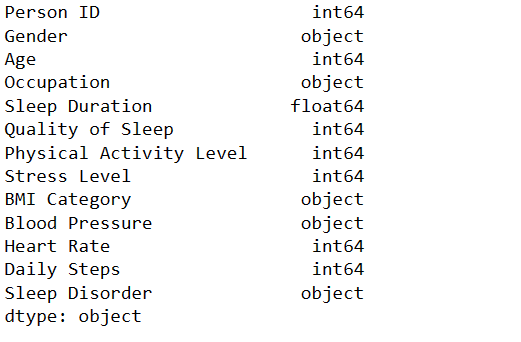 Person ID                    int64
Gender                      object
Age                          int64
Occupation                  object
Sleep Duration             float64
Quality of Sleep             int64
Physical Activity Level      int64
Stress Level                 int64
BMI Category                object
Blood Pressure              object
Heart Rate                   int64
Daily Steps                  int64
Sleep Disorder              object
dtype: object